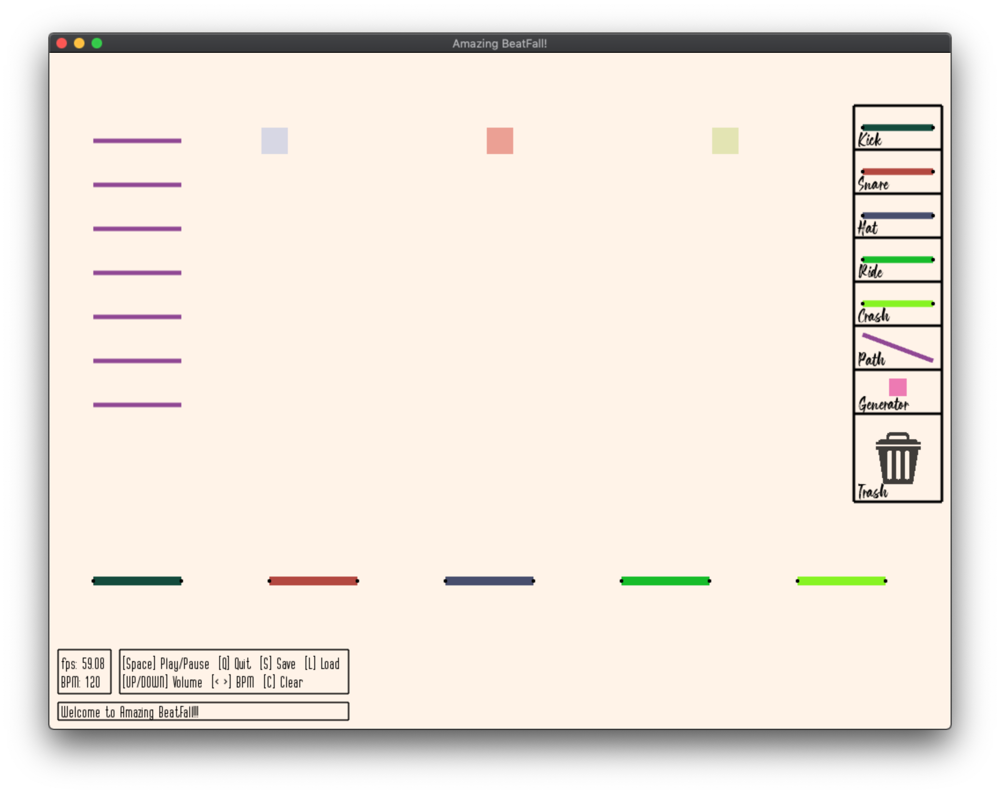 Amazing BeatFall!
Kick
Snare
Hat
Ride
Crash
Path
Generator
Trash
fps: 59.08
BPM: 120
[Space] Play/Pause [Q] Quit [S] Save [L] Load
[UP/DOWN] Volume [< >] BPM [C] Clear
Welcome to Amazing BeatFall!!!